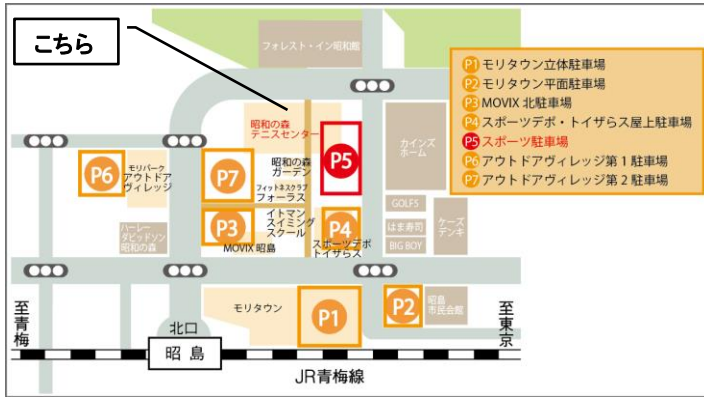 こちら
フォレスト・イン昭和館
P1 モリタウン立体駐車場
P2 モリタウン平面駐車場
P3 MOVIX 北駐車場
P4 スポーツデポ・トイザらス屋上駐車場
P5 スポーツ駐車場
P6 アウトドアヴィレッジ第1駐車場
P7 アウトドアヴィレッジ第2駐車場
昭和の森
テニスセンター
カインズ
ホーム
P5
昭和の森
ガーデン
P6
モリパーク
アウトドア
ヴィレッジ
P7
フィットネスクラブ
フォーラス
GOLF5
はま寿司
BIG BOY
ケーズ
デンキ
ハーレー
ダビッドソン
昭和の森
P3
イトマン
スイミング
スクール
P4
MOVIX 昭島
スポーツデポ
トイザらス
至青梅
モリタウン
P1
P2
昭島
市民会館
至東京
北口
昭島
JR青梅線